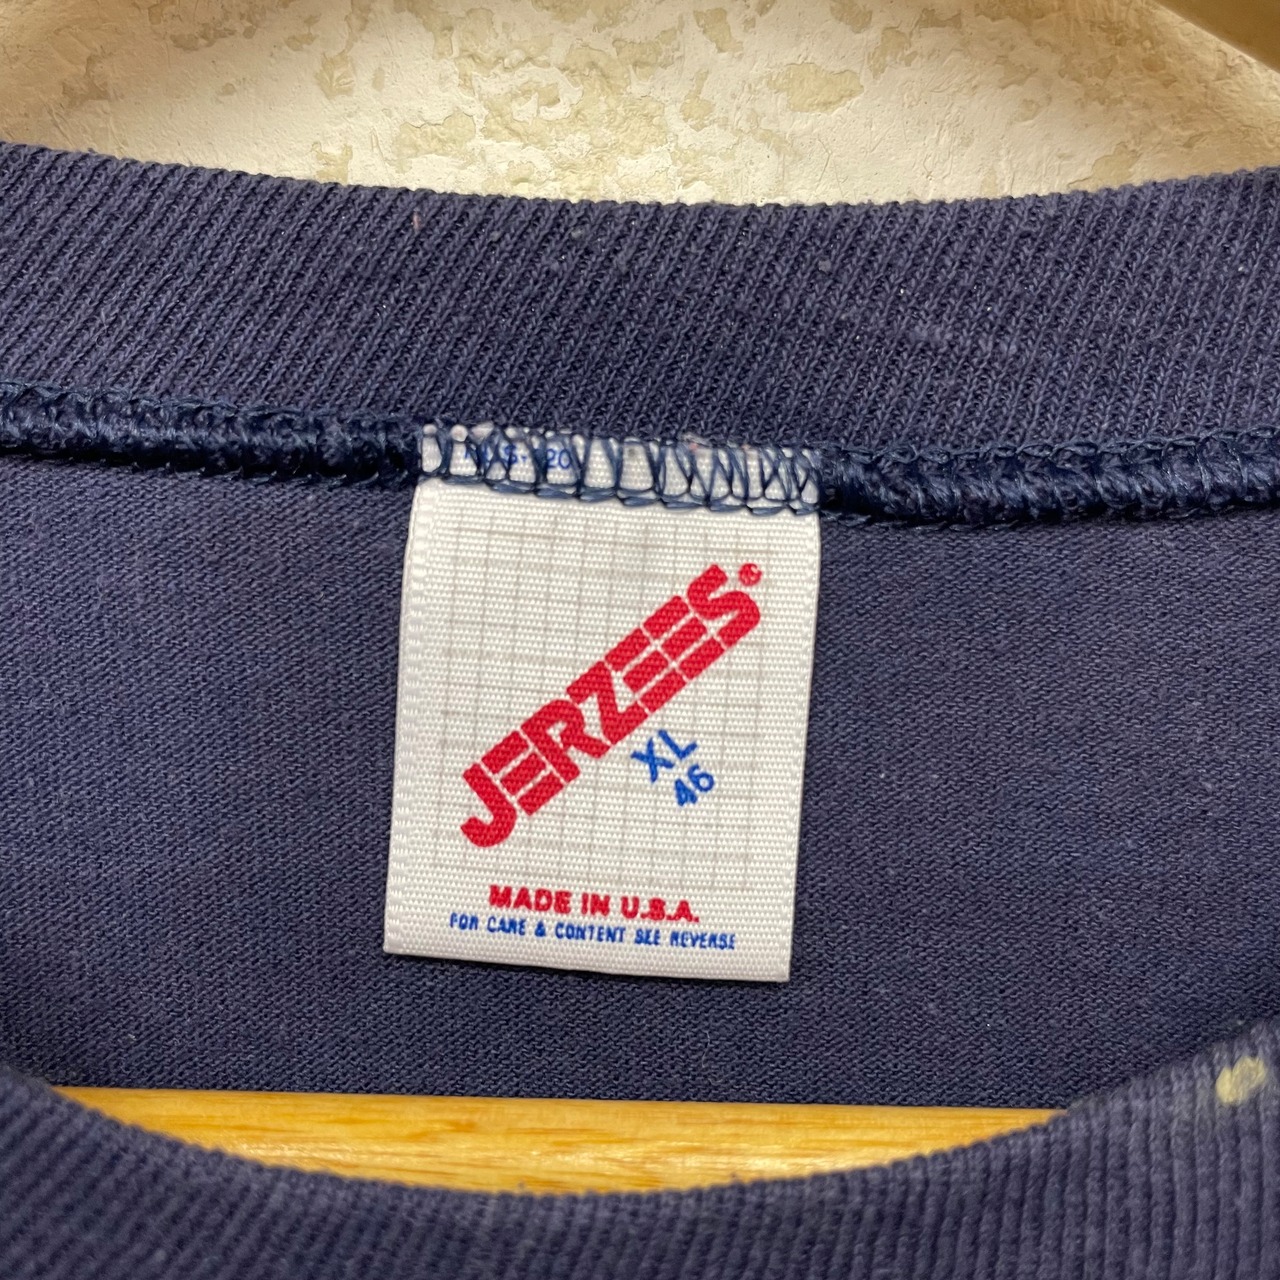 JERZEES®
XL
46
MADE IN U.S.A.
FOR CARE & CONTENT SEE REVERSE